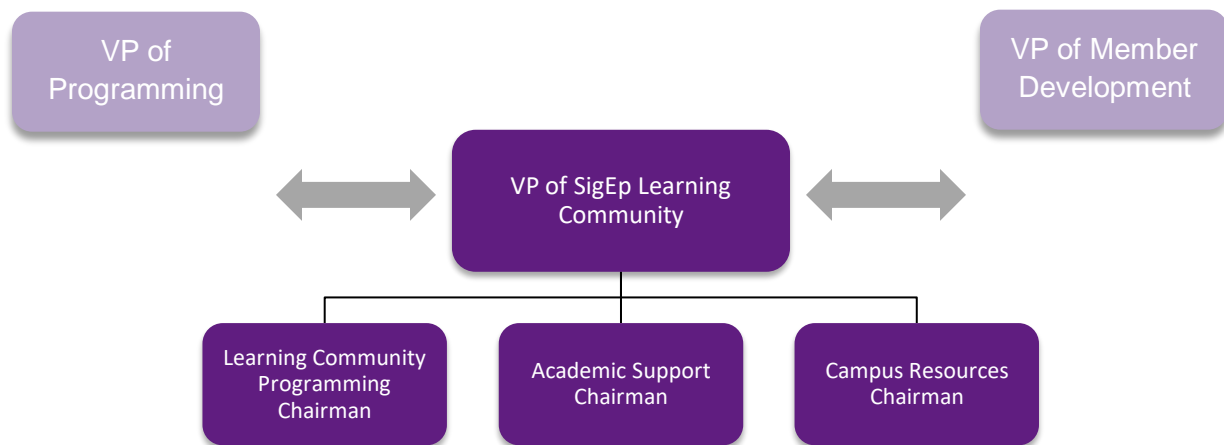 VP of
Programming
VP of Member
Development
VP of SigEp Learning
Community
Learning Community
Programming
Chairman
Academic Support
Chairman
Campus Resources
Chairman